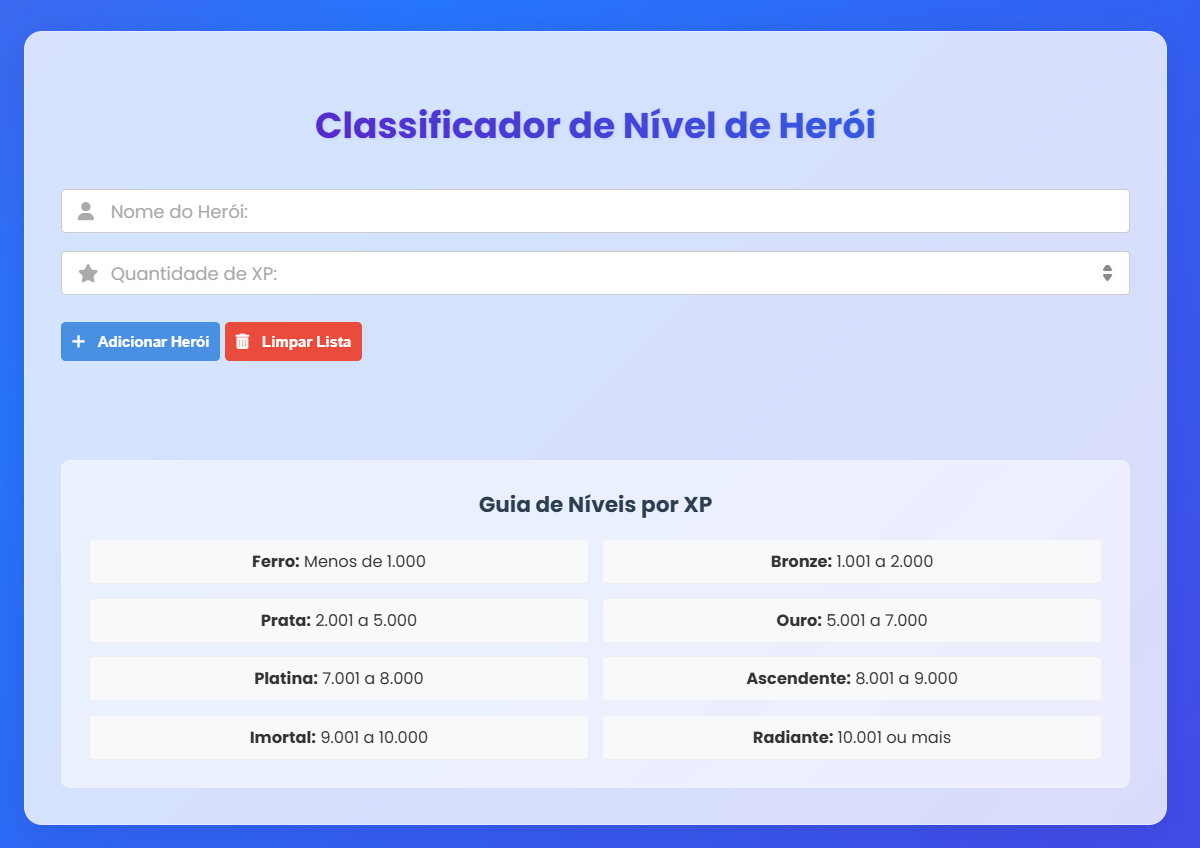 Classificador de Nível de Herói
Nome do Herói:
Quantidade de XP:
Adicionar Herói Limpar Lista
Guia de Níveis por XP
Ferro: Menos de 1.000 Bronze: 1.001 a 2.000
Prata: 2.001 a 5.000 Ouro: 5.001 a 7.000
Platina: 7.001 a 8.000 Ascendente: 8.001 a 9.000
Imortal: 9.001 a 10.000 Radiante: 10.001 ou mais